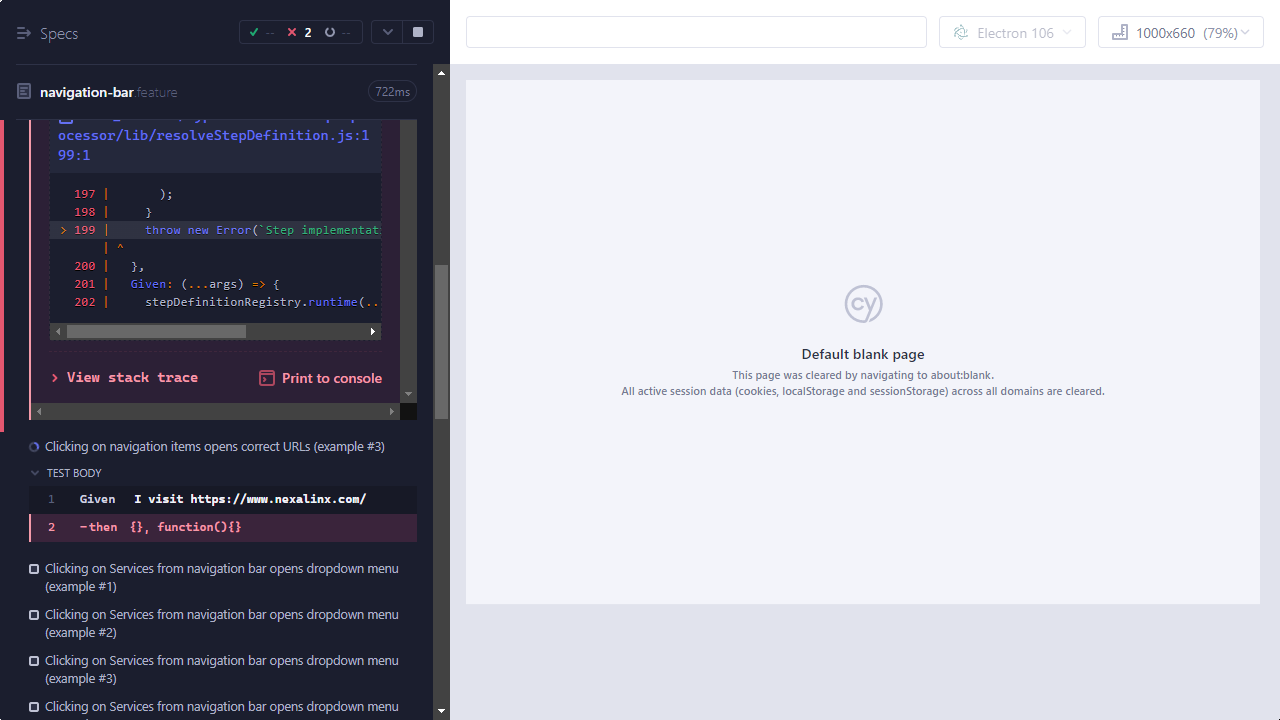 Specs
-- 2 --
navigation-bar.feature 722ms
ocessor/lib/resolveStepDefinition.js:1
99:1
197 | );
198 | }
> 199 | throw new Error(`Step implementat
| ^
200 | },
201 | Given: (...args) => {
202 | stepDefinitionRegistry.runtime(..
> View stack trace Print to console
Clicking on navigation items opens correct URLs (example #3)
TEST BODY
1 Given I visit https://www.nexalinx.com/
2 -then {}, function(){}
Clicking on Services from navigation bar opens dropdown menu
(example #1)
Clicking on Services from navigation bar opens dropdown menu
(example #2)
Clicking on Services from navigation bar opens dropdown menu
(example #3)
Clicking on Services from navigation bar opens dropdown menu
Electron 106
1000x660 (79%)
cy
Default blank page
This page was cleared by navigating to about:blank.
All active session data (cookies, localStorage and sessionStorage) across all domains are cleared.